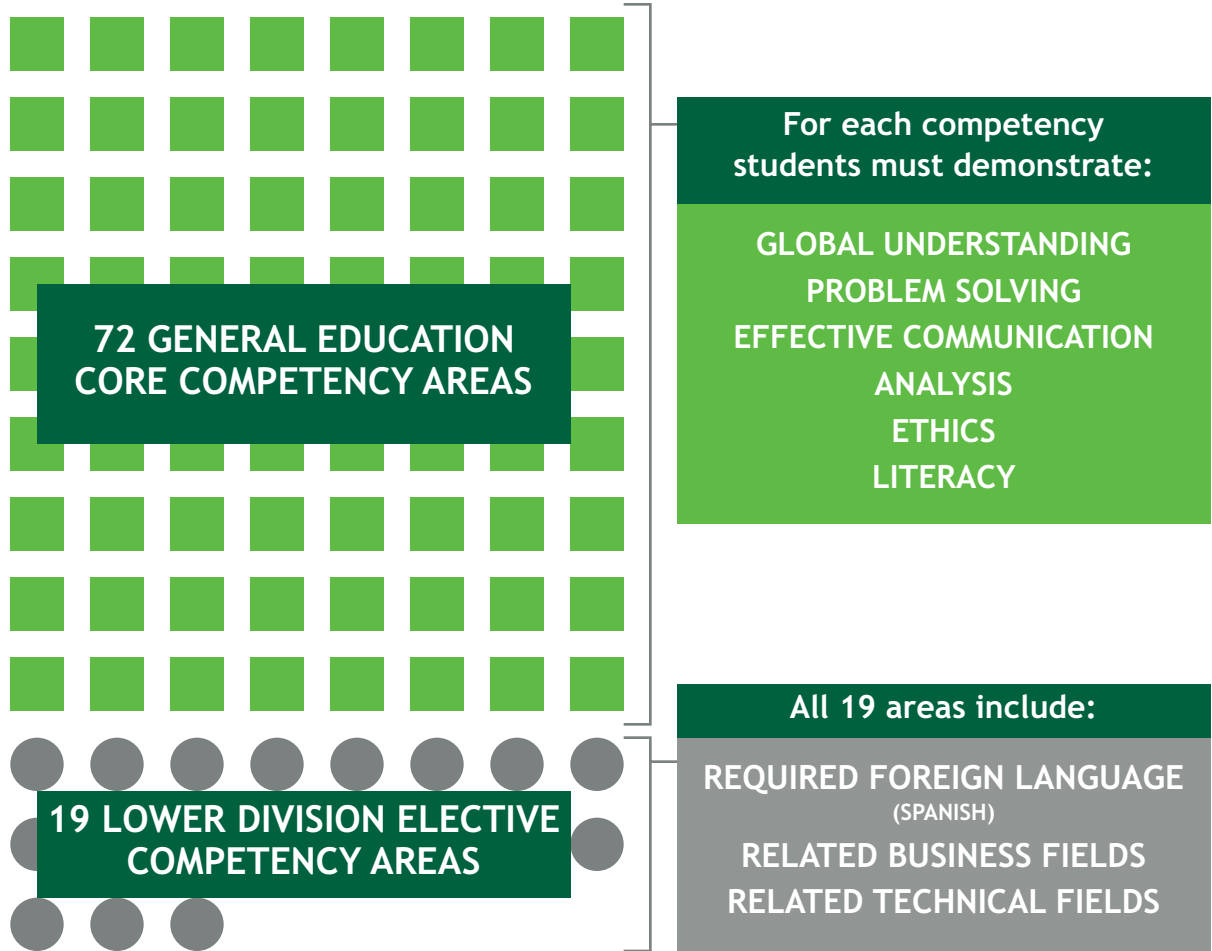 72 GENERAL EDUCATION
CORE COMPETENCY AREAS
For each competency
students must demonstrate:
GLOBAL UNDERSTANDING
PROBLEM SOLVING
EFFECTIVE COMMUNICATION
ANALYSIS
ETHICS
LITERACY
19 LOWER DIVISION ELECTIVE
COMPETENCY AREAS
All 19 areas include:
REQUIRED FOREIGN LANGUAGE
(SPANISH)
RELATED BUSINESS FIELDS
RELATED TECHNICAL FIELDS